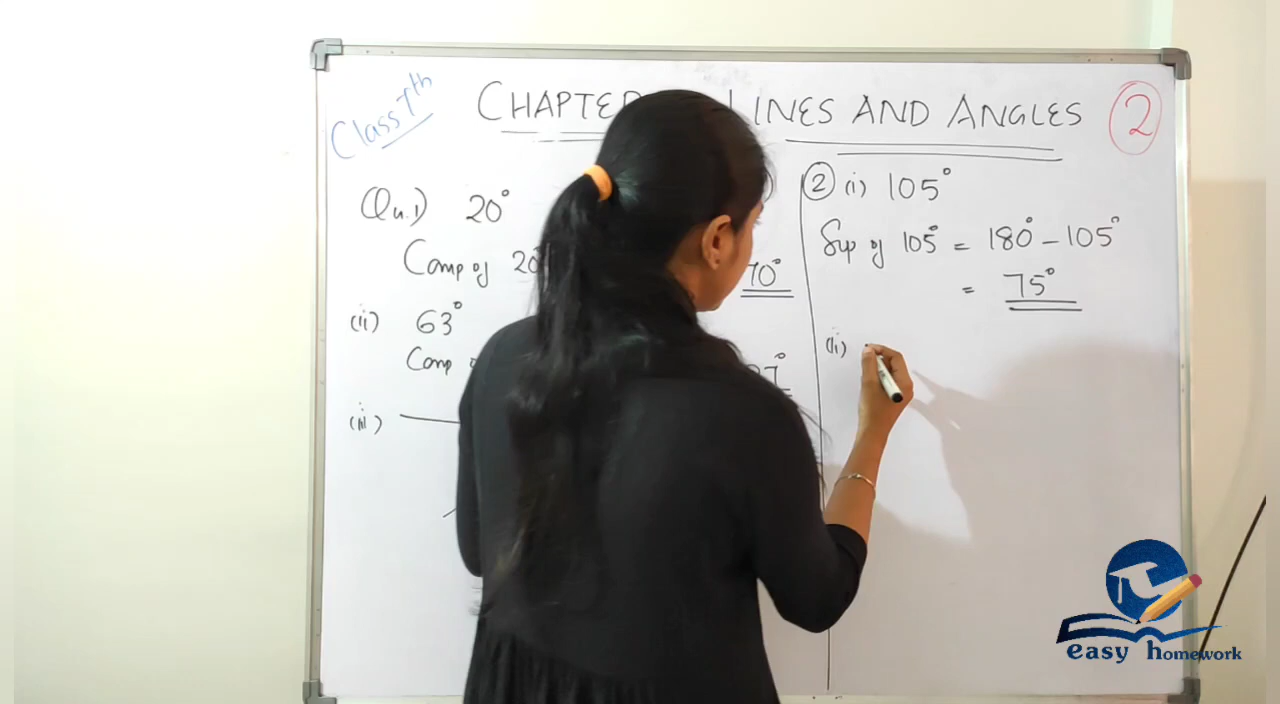 Class 7th
CHAPTE LINES AND ANGLES
2
Qu.1) 20°
Comp of 20 70°
(ii) 63°
Comp 27°
(iii)
2 (i) 105°
Sup of 105° = 180° - 105°
= 75°
(ii)
easy homework